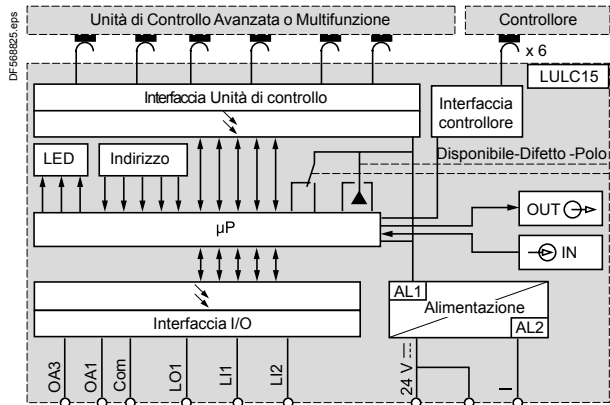 Unità di Controllo Avanzata o Multifunzione
Controllore
DF568825.eps
x 6
LULC15
Interfaccia Unità di controllo
Interfaccia
controllore
LED
Indirizzo
Disponibile-Difetto -Polo
µP
OUT
IN
AL1
Alimentazione
AL2
Interfaccia I/O
OA3
OA1
Com
LO1
LI1
LI2
24 V
I